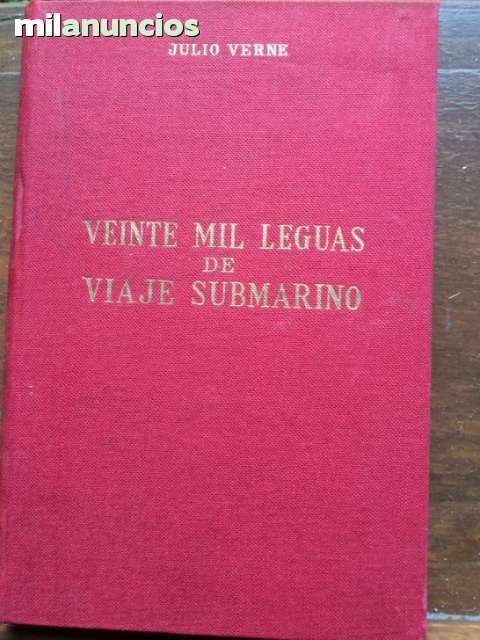 milanuncios
JULIO VERNE
VEINTE MIL LEGUAS
DE
VIAJE SUBMARINO